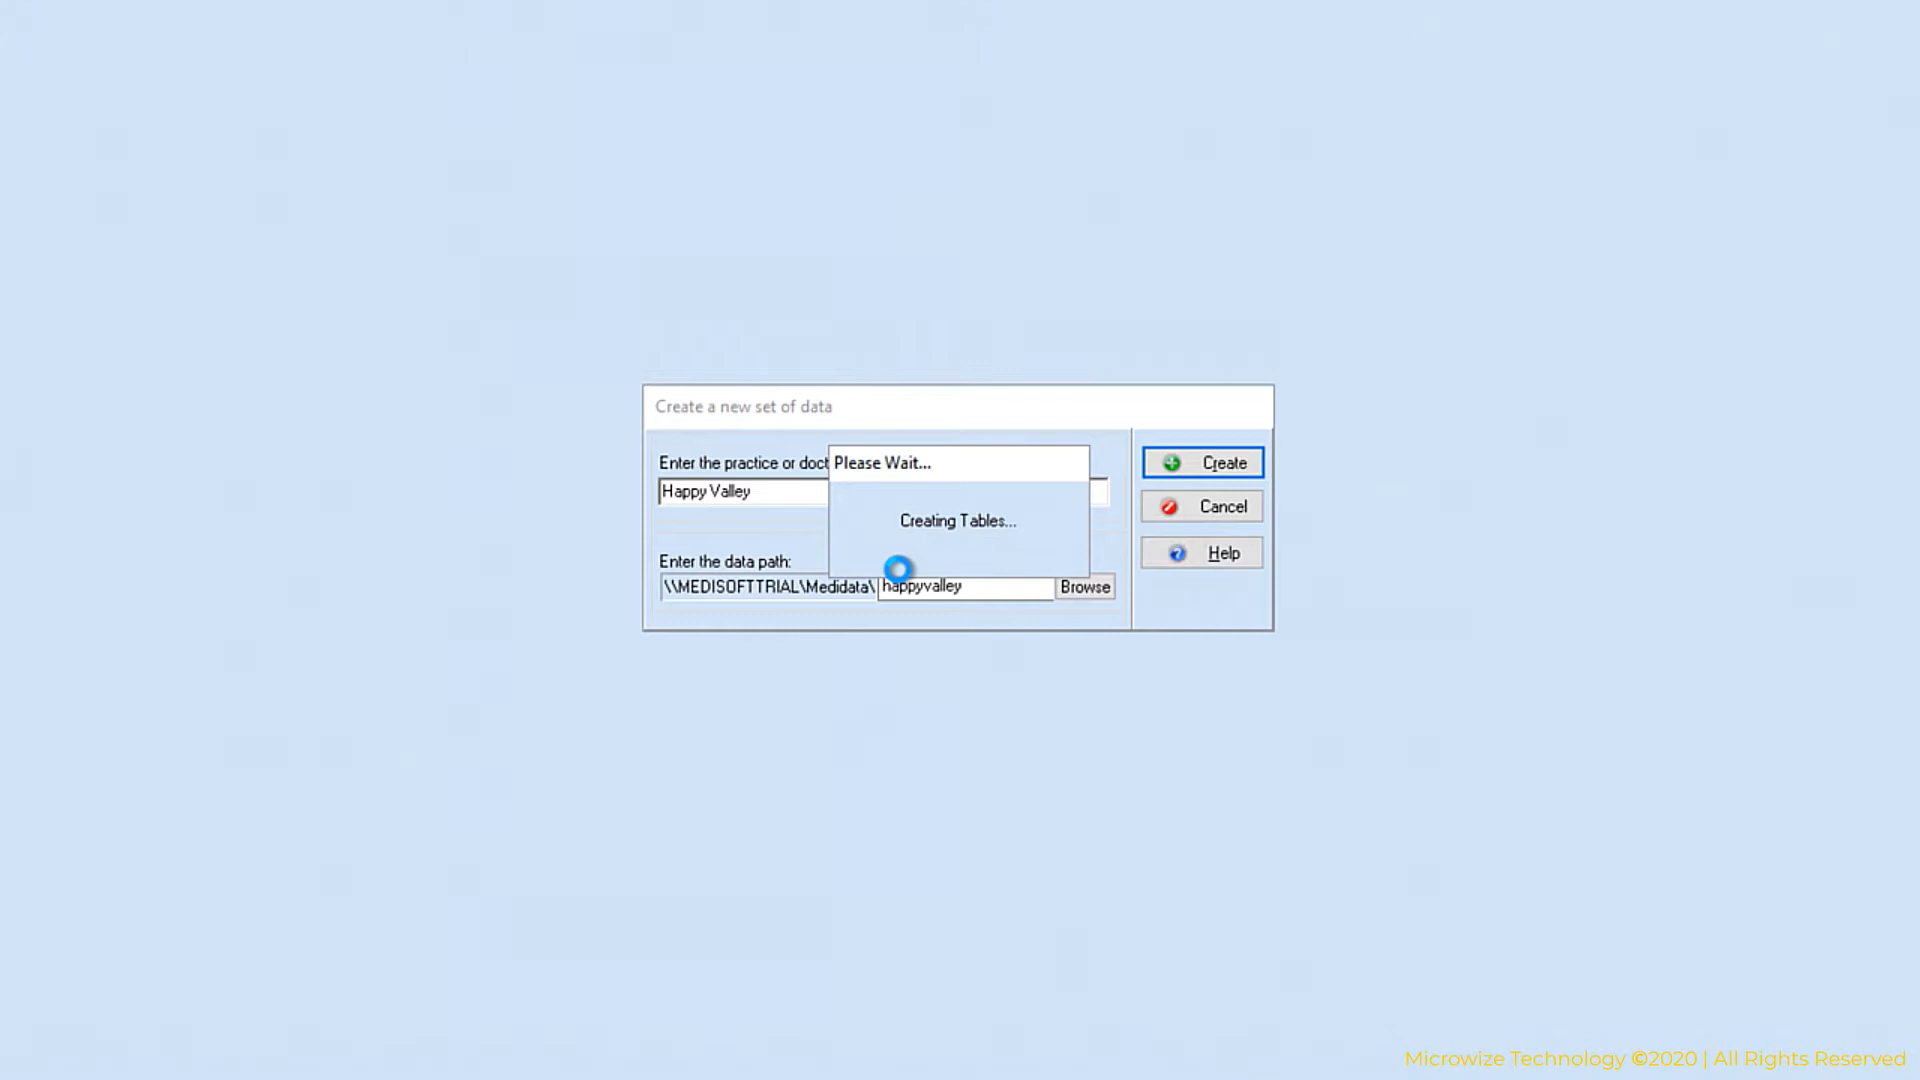 Create a new set of data
Enter the practice or doct
Please Wait...
Create
Happy Valley
Cancel
Creating Tables...
Help
Enter the data path:
\\MEDISOFTTRIAL\Medidata\ happyvalley Browse
Microwize Technology ©2020 | All Rights Reserved